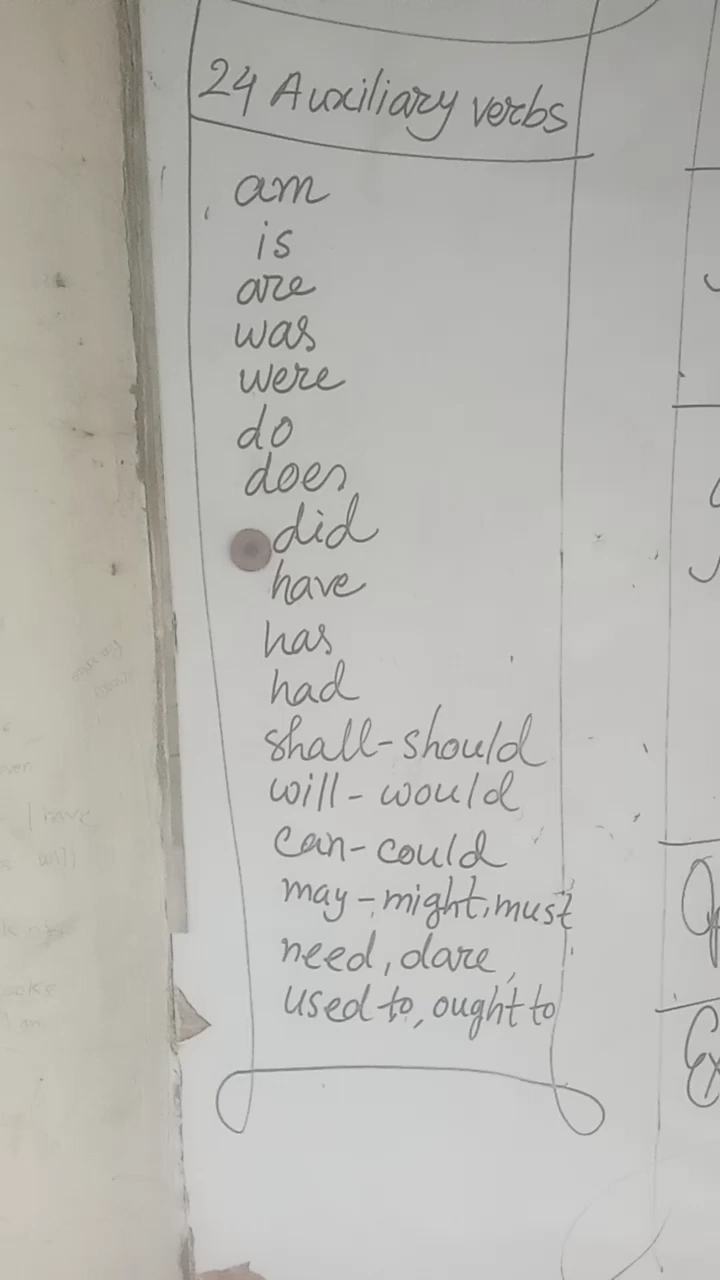 24 Auxiliary verbs
am
is
are
was
were
do
does
did
have
has
had
shall-should
will-would
can-could
may-might, must
need, dare,
used to, ought to